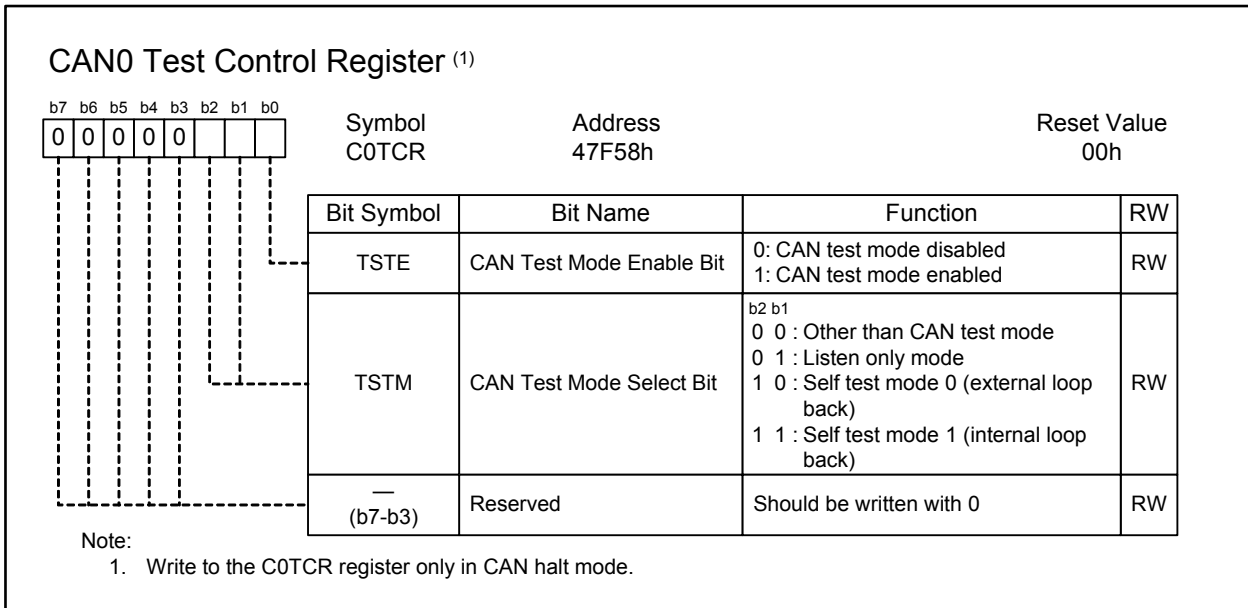 CAN0 Test Control Register (1)
b7 b6 b5 b4 b3 b2 b1 b0
0 0 0 0 0
Symbol Address Reset Value
C0TCR 47F58h 00h
Bit Symbol Bit Name Function RW
TSTE CAN Test Mode Enable Bit 0: CAN test mode disabled
1: CAN test mode enabled RW
b2 b1
0 0 : Other than CAN test mode
0 1 : Listen only mode
TSTM CAN Test Mode Select Bit 1 0 : Self test mode 0 (external loop
back) RW
1 1 : Self test mode 1 (internal loop
back)
—
(b7-b3) Reserved Should be written with 0 RW
Note:
1. Write to the C0TCR register only in CAN halt mode.